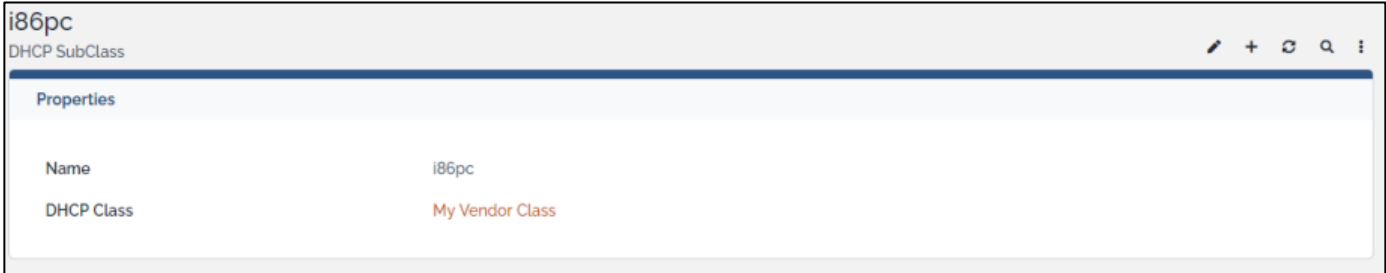 i86pc
DHCP SubClass
Properties
Name i86pc
DHCP Class My Vendor Class